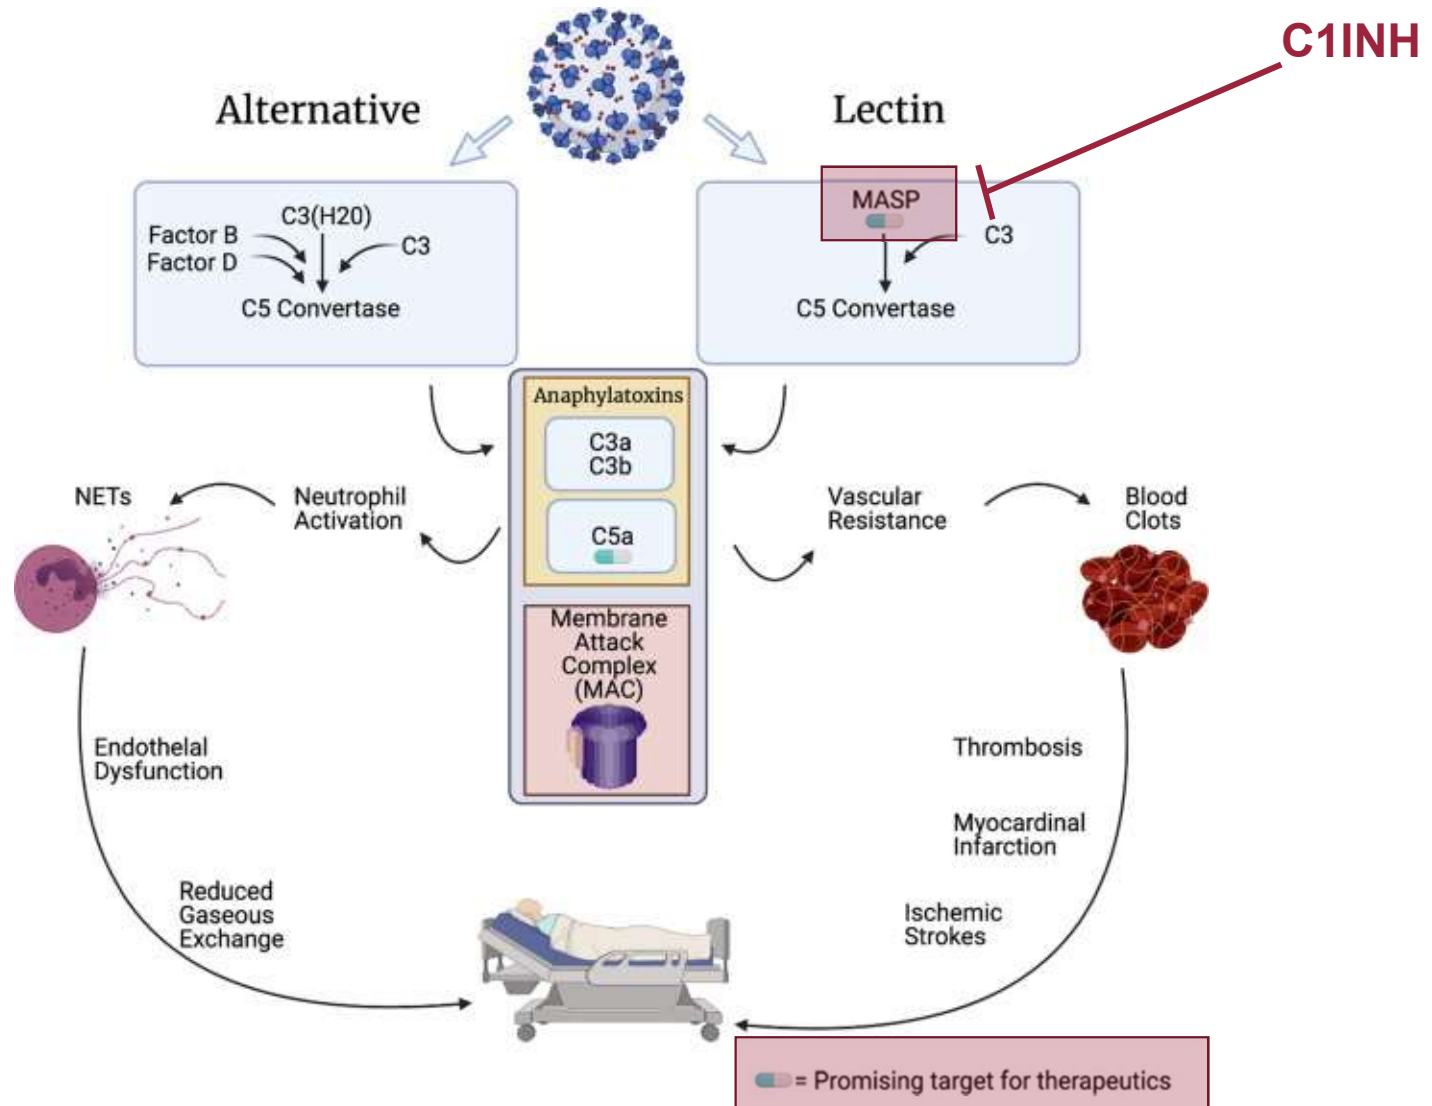 C1INH
Alternative
Lectin
C3(H20)
Factor B
Factor D
C3
C5 Convertase
MASP
C3
C5 Convertase
Anaphylatoxins
C3a
C3b
C5a
Membrane
Attack
Complex
(MAC)
NETs
Neutrophil
Activation
Vascular
Resistance
Blood
Clots
Endothelal
Dysfunction
Reduced
Gaseous
Exchange
Thrombosis
Myocardinal
Infarction
Ischemic
Strokes
= Promising target for therapeutics